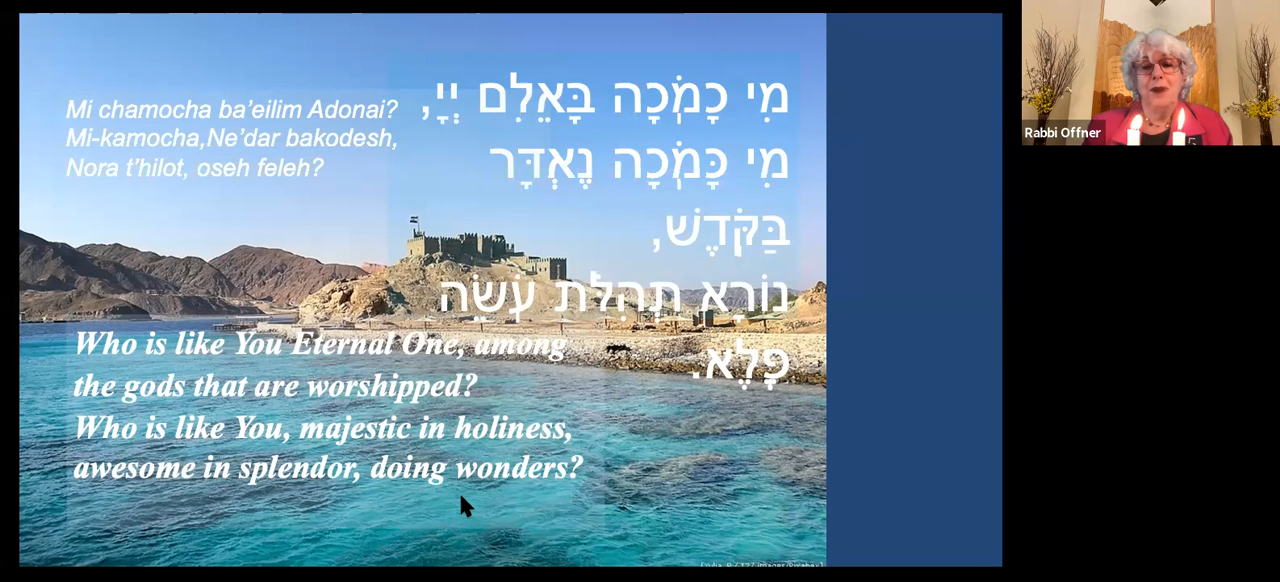 Mi chamocha ba’eilim Adonai?
Mi-kamocha,Ne’dar bakodesh,
Nora t’hilot, oseh feleh?
מִי כָמֹכָה בָּאֵלִם יְיָ,
מִי כָּמֹכָה נֶאְדָּר
בַּקֹּדֶשׁ,
נוֹרָא תְהִלֹּת עֹשֵׂה
פֶלֶא.
Who is like You Eternal One, among
the gods that are worshipped?
Who is like You, majestic in holiness,
awesome in splendor, doing wonders?
Rabbi Offner